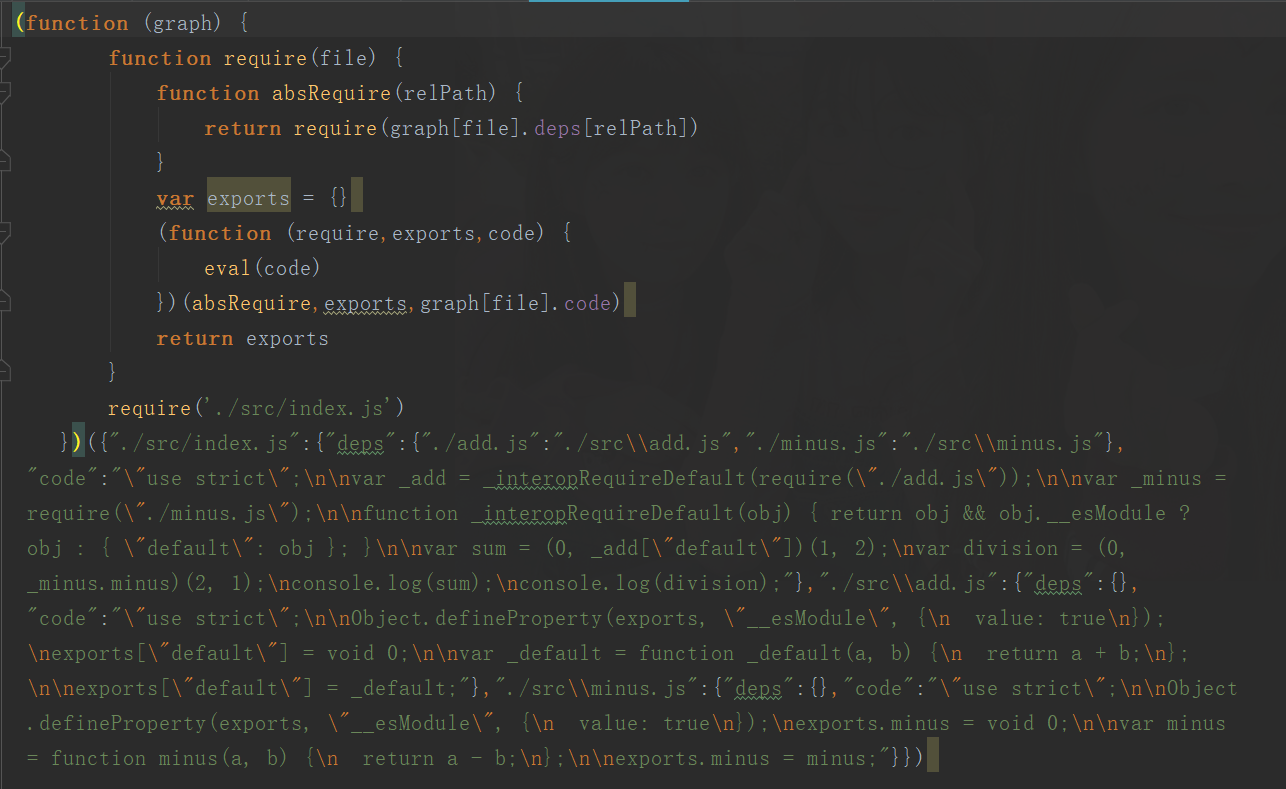 (function (graph) {
function require(file) {
function absRequire(relPath) {
return require(graph[file].deps[relPath])
}
var exports = {}
(function (require,exports,code) {
eval(code)
})(absRequire,exports,graph[file].code)
return exports
}
require('./src/index.js')
})({"./src/index.js":{"deps":{"./add.js":"./src\\add.js","./minus.js":"./src\\minus.js"},
"code":"\"use strict\";\n\nvar _add = _interopRequireDefault(require(\"./add.js\"));\n\nvar _minus =
require(\"./minus.js\");\n\nfunction _interopRequireDefault(obj) { return obj && obj.__esModule ?
obj : { \"default\": obj }; }\n\nvar sum = (0, _add[\"default\"])(1, 2);\nvar division = (0,
_minus.minus)(2, 1);\nconsole.log(sum);\nconsole.log(division);"},"./src\\add.js":{"deps":{},
"code":"\"use strict\";\n\nObject.defineProperty(exports, \"__esModule\", {\n  value: true\n});
\nexports[\"default\"] = void 0;\n\nvar _default = function _default(a, b) {\n  return a + b;\n};
\n\nexports[\"default\"] = _default;"},"./src\\minus.js":{"deps":{},"code":"\"use strict\";\n\nObject
.defineProperty(exports, \"__esModule\", {\n  value: true\n});\nexports.minus = void 0;\n\nvar minus
= function minus(a, b) {\n  return a - b;\n};\n\nexports.minus = minus;"}})